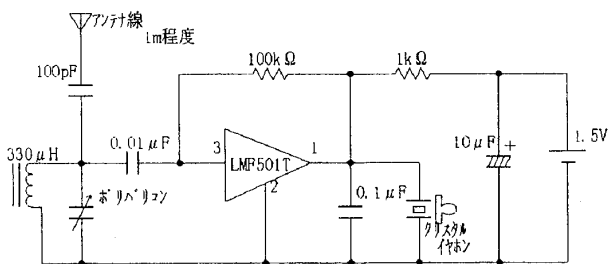 アンテナ線
1m程度
100pF
100kΩ
1kΩ
0.01μF
3
LMF501T
1
2
10μF
+
1.5V
330μH
ポリバリコン
0.1μF
クリスタル
イヤホン